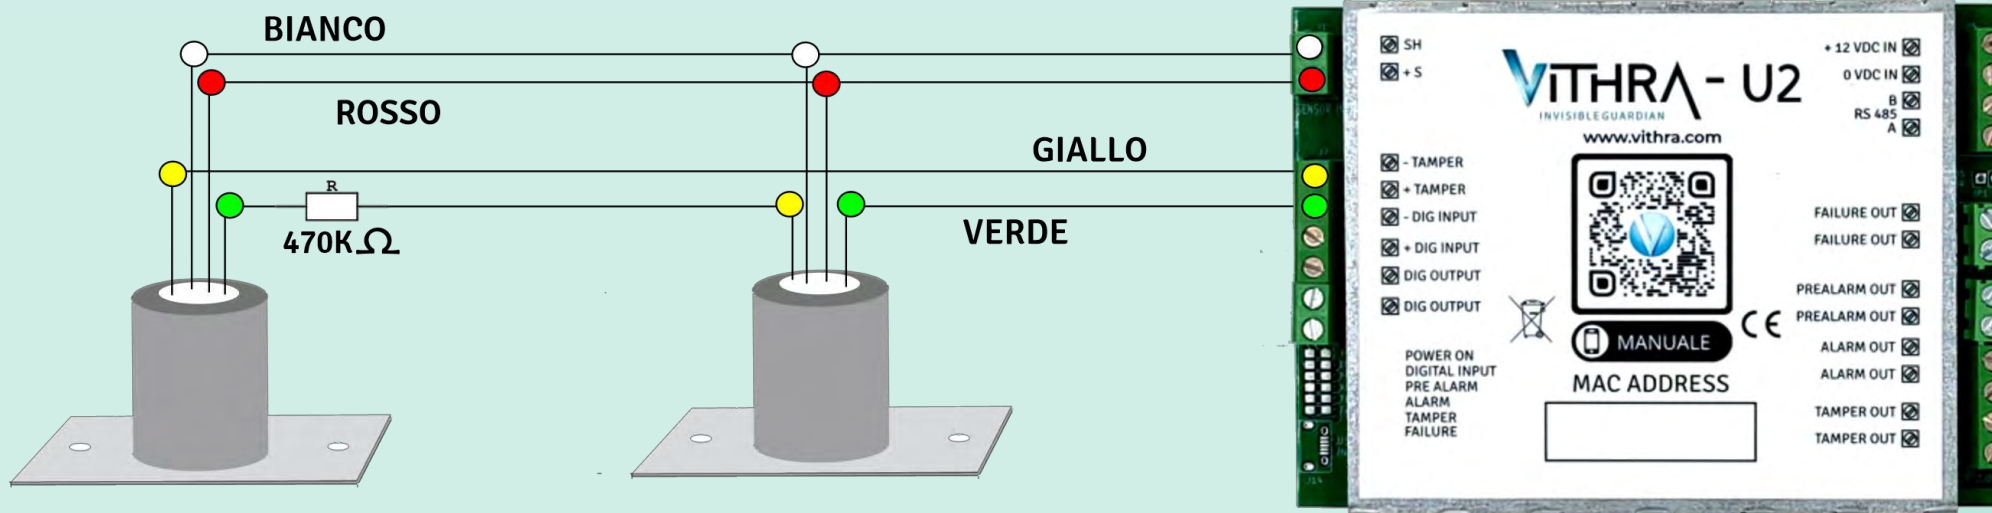 BIANCO
ROSSO
GIALLO
R
470K Ω
VERDE
SH
+ S
VITHRA - U2
INVISIBLEGUARDIAN
www.vithra.com
+ 12 VDC IN
0 VDC IN
B
RS 485
A
- TAMPER
+ TAMPER
- DIG INPUT
+ DIG INPUT
DIG OUTPUT
DIG OUTPUT
FAILURE OUT
FAILURE OUT
PREALARM OUT
PREALARM OUT
ALARM OUT
ALARM OUT
TAMPER OUT
TAMPER OUT
V
CE
MANUALE
MAC ADDRESS
POWER ON
DIGITAL INPUT
PRE ALARM
ALARM
TAMPER
FAILURE
J14